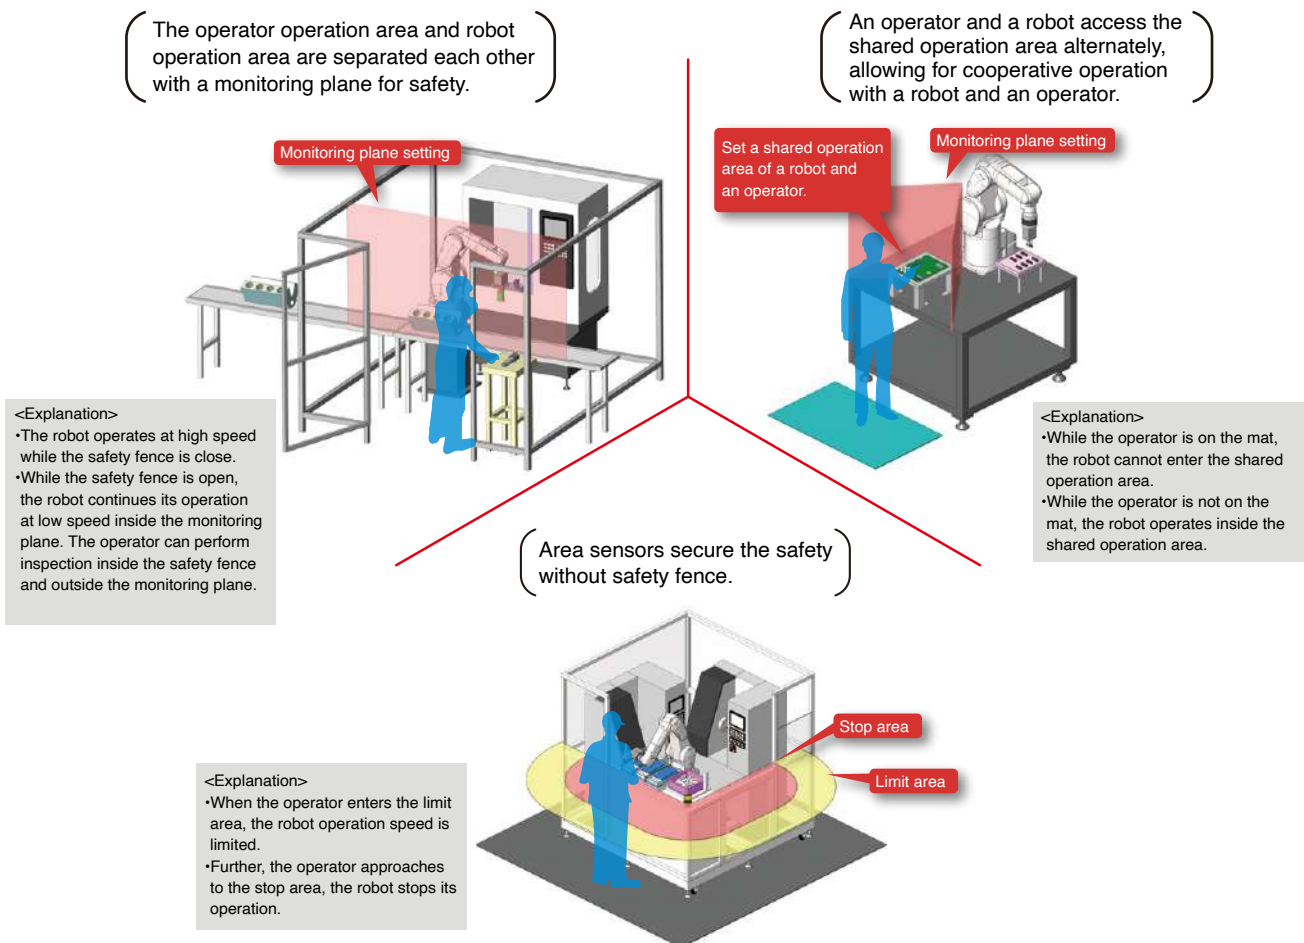 The operator operation area and robot
operation area are separated each other
with a monitoring plane for safety.
Monitoring plane setting
<Explanation>
•The robot operates at high speed
while the safety fence is close.
•While the safety fence is open,
the robot continues its operation
at low speed inside the monitoring
plane. The operator can perform
inspection inside the safety fence
and outside the monitoring plane.
An operator and a robot access the
shared operation area alternately,
allowing for cooperative operation
with a robot and an operator.
Set a shared operation
area of a robot and
an operator.
Monitoring plane setting
<Explanation>
•While the operator is on the mat,
the robot cannot enter the shared
operation area.
•While the operator is not on the
mat, the robot operates inside the
shared operation area.
Area sensors secure the safety
without safety fence.
Stop area
Limit area
<Explanation>
•When the operator enters the limit
area, the robot operation speed is
limited.
•Further, the operator approaches
to the stop area, the robot stops its
operation.